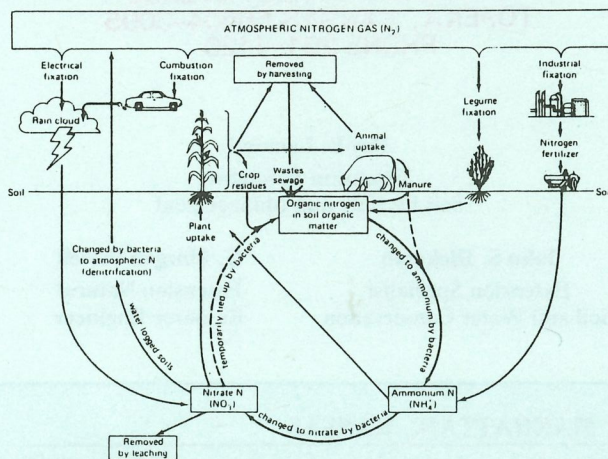 ATMOSPHERIC NITROGEN GAS (N₂)
Electrical
fixation
Combustion
fixation
Removed
by harvesting
Industrial
fixation
Legume
fixation
Rain cloud
Animal
uptake
Nitrogen
fertilizer
Crop
residues
Wastes
sewage
Manure
Soil
So
Plant
uptake
Organic nitrogen
in soil organic
matter
Changed by bacteria
to atmospheric N
(denitrification)
water logged soils
temporarily tied up by bacteria
changed to ammonium by bacteria
Nitrate N
(NO₃⁻)
Ammonium N
(NH₄⁺)
changed to nitrate by bacteria
Removed
by leaching